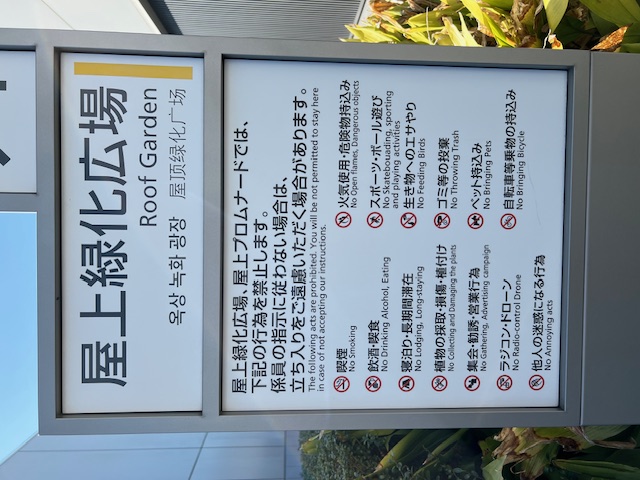 屋上緑化広場
Roof Garden
옥상 녹화 광장 屋顶绿化广场
屋上緑化広場、屋上プロムナードでは、
下記の行為を禁止します。
係員の指示に従わない場合は、
立ち入りをご遠慮いただく場合があります。
The following acts are prohibited. You will be not permitted to stay here
in case of not accepting our instructions.
喫煙
No Smoking
飲酒・喫食
No Drinking Alcohol, Eating
寝泊り・長期間滞在
No Lodging, Long-staying
植物の採取・損傷・植付け
No Collecting and Damaging the plants
集会・勧誘・営業行為
No Gathering, Advertising campaign
ラジコン・ドローン
No Radio-control Drone
他人の迷惑になる行為
No Annoying acts
火気使用・危険物持込み
No Open flames, Dangerous objects
スポーツ・ボール遊び
No Skatebouading, sporting
and playing activities
生き物へのエサやり
No Feeding Birds
ゴミ等の投棄
No Throwing Trash
ペット持込み
No Bringing Pets
自転車等乗物の持込み
No Bringing Bicycle